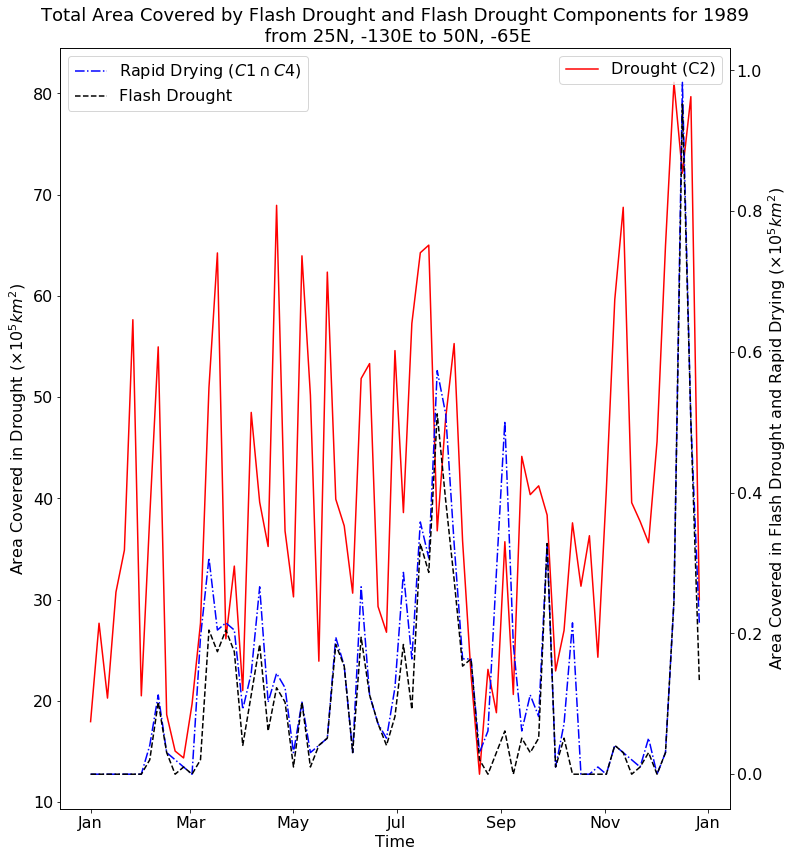 Total Area Covered by Flash Drought and Flash Drought Components for 1989
from 25N, -130E to 50N, -65E
Rapid Drying (C1 ∩ C4)
Flash Drought
Drought (C2)
Area Covered in Drought (×10⁵km²)
80
70
60
50
40
30
20
10
1.0
0.8
0.6
0.4
0.2
0.0
Area Covered in Flash Drought and Rapid Drying (×10⁵km²)
Jan Mar May Jul Sep Nov Jan
Time